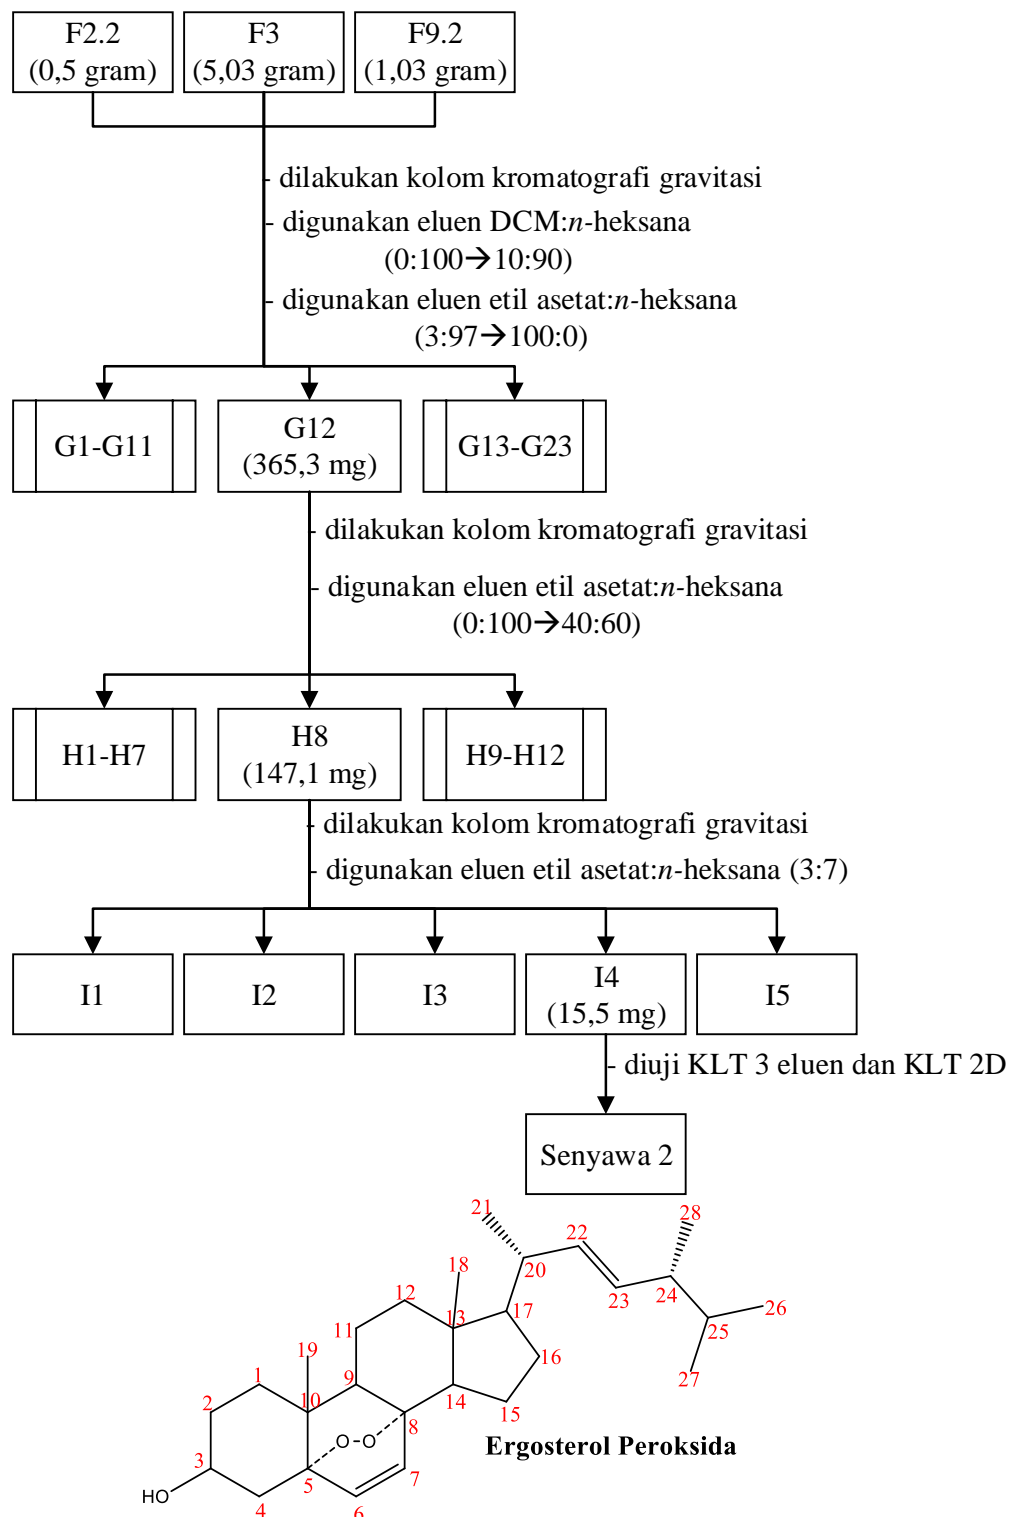 F2.2
(0,5 gram)
F3
(5,03 gram)
F9.2
(1,03 gram)
- dilakukan kolom kromatografi gravitasi
- digunakan eluen DCM:n-heksana
(0:100→10:90)
- digunakan eluen etil asetat:n-heksana
(3:97→100:0)
G1-G11
G12
(365,3 mg)
G13-G23
- dilakukan kolom kromatografi gravitasi
- digunakan eluen etil asetat:n-heksana
(0:100→40:60)
H1-H7
H8
(147,1 mg)
H9-H12
- dilakukan kolom kromatografi gravitasi
- digunakan eluen etil asetat:n-heksana (3:7)
I1
I2
I3
I4
(15,5 mg)
I5
- diuji KLT 3 eluen dan KLT 2D
Senyawa 2
21
28
22
18
20
24
23
26
12
17
13
25
11
19
16
27
1
9
10
14
2
15
8
O-O
Ergosterol Peroksida
3
5
7
HO
4
6